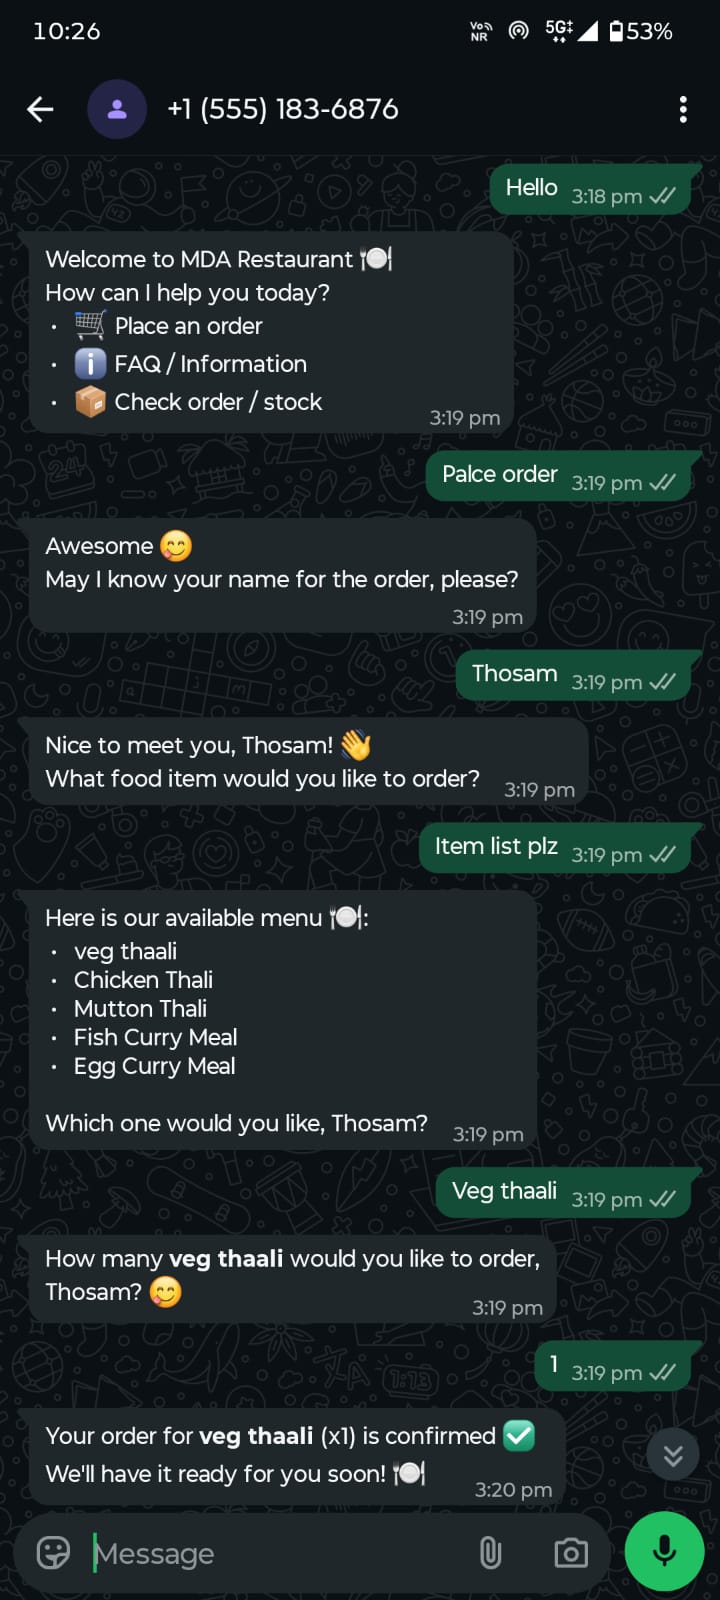 10:26
Vo NR 5G 53%
+1 (555) 183-6876
Hello 3:18 pm
Welcome to MDA Restaurant 🍽️
How can I help you today?
• 🛒 Place an order
• ℹ️ FAQ / Information
• 📦 Check order / stock
3:19 pm
Palce order 3:19 pm
Awesome 😋
May I know your name for the order, please?
3:19 pm
Thosam 3:19 pm
Nice to meet you, Thosam! 👋
What food item would you like to order? 3:19 pm
Item list plz 3:19 pm
Here is our available menu 🍽️:
• veg thaali
• Chicken Thali
• Mutton Thali
• Fish Curry Meal
• Egg Curry Meal
Which one would you like, Thosam? 3:19 pm
Veg thaali 3:19 pm
How many veg thaali would you like to order,
Thosam? 😋
3:19 pm
1 3:19 pm
Your order for veg thaali (x1) is confirmed ✅
We'll have it ready for you soon! 🍽️
3:20 pm
Message